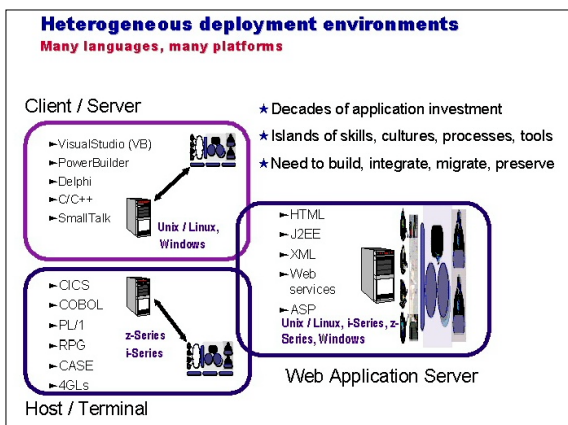 Heterogeneous deployment environments
Many languages, many platforms
Client / Server
►VisualStudio (VB)
►PowerBuilder
►Delphi
►C/C++
►SmallTalk
Unix / Linux,
Windows
★Decades of application investment
★Islands of skills, cultures, processes, tools
★Need to build, integrate, migrate, preserve
►HTML
►J2EE
►XML
►Web
services
►ASP
Unix / Linux, i-Series, z-
Series, Windows
Web Application Server
►CICS
►COBOL
►PL/1
►RPG
►CASE
►4GLs
z-Series
i-Series
Host / Terminal